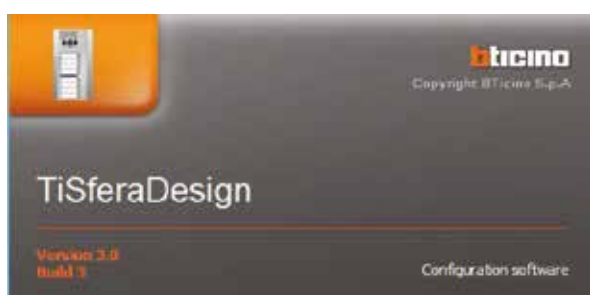 bticino
Copyright BTicino S.p.A
TiSferaDesign
Version 3.0
Build 3
Configuration software